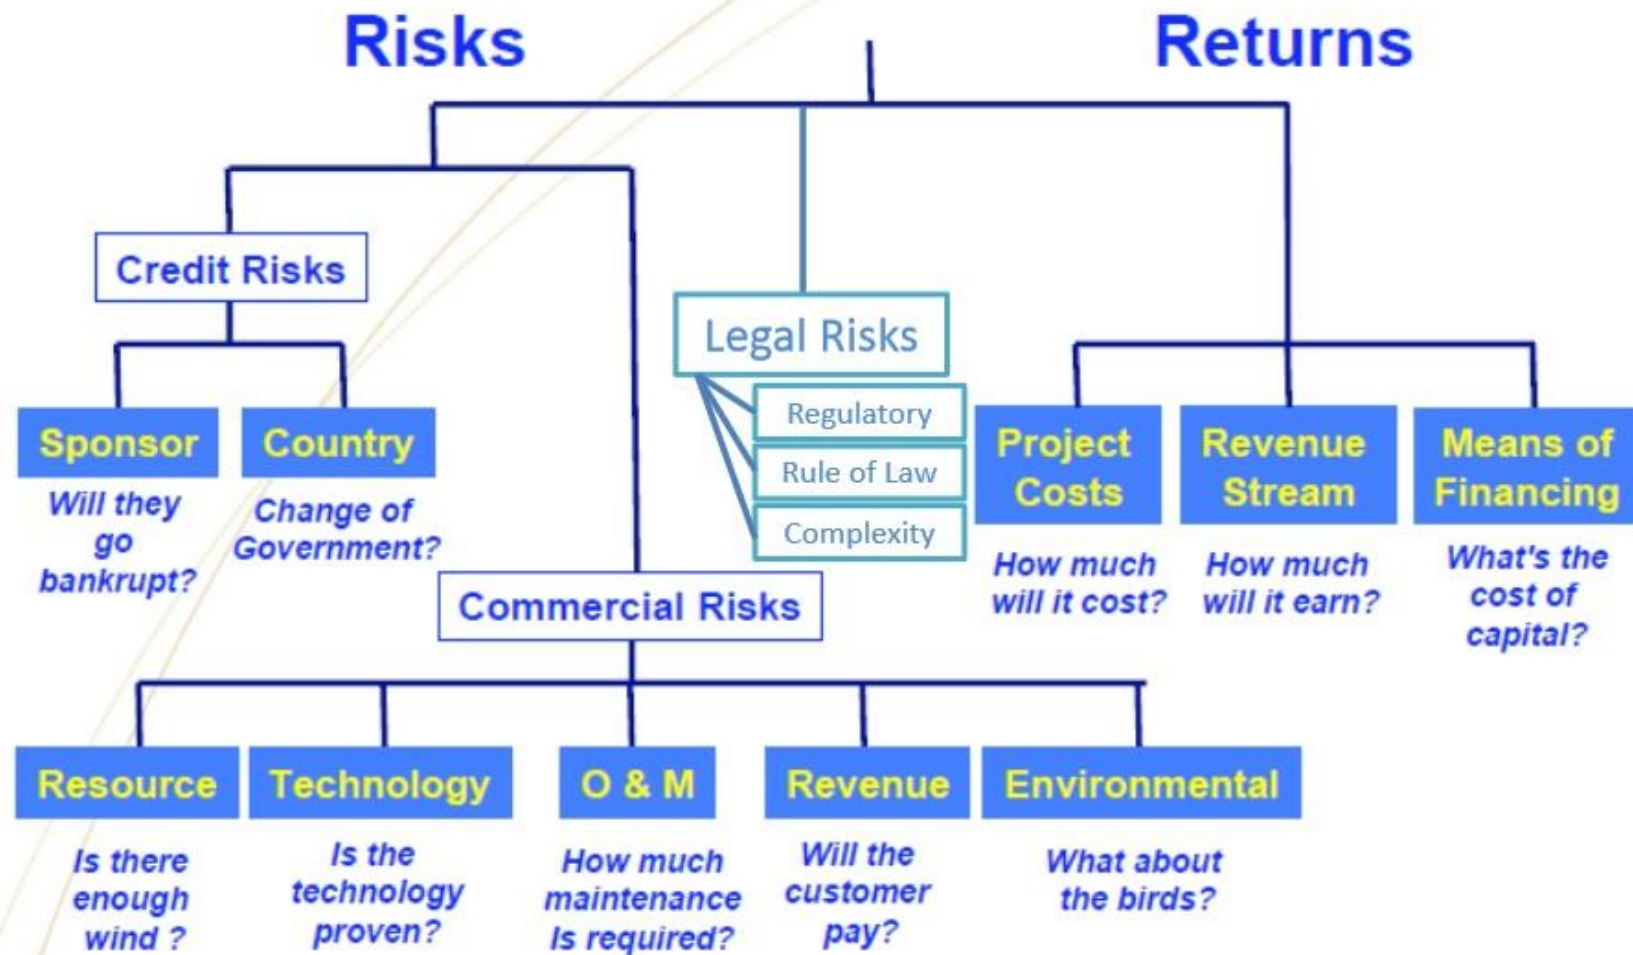 Risks
Returns
Credit Risks
Sponsor
Will they
go
bankrupt?
Country
Change of
Government?
Legal Risks
Regulatory
Rule of Law
Complexity
Project
Costs
How much
will it cost?
Revenue
Stream
How much
will it earn?
Means of
Financing
What's the
cost of
capital?
Commercial Risks
Resource
Is there
enough
wind ?
Technology
Is the
technology
proven?
O & M
How much
maintenance
Is required?
Revenue
Will the
customer
pay?
Environmental
What about
the birds?